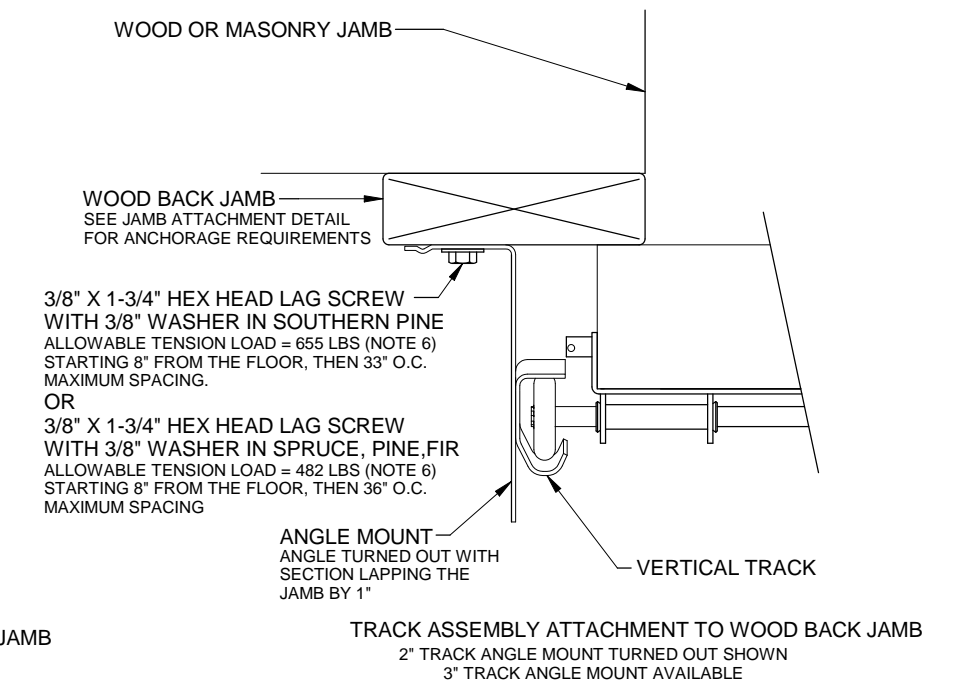 WOOD OR MASONRY JAMB
WOOD BACK JAMB
SEE JAMB ATTACHMENT DETAIL
FOR ANCHORAGE REQUIREMENTS
3/8" X 1-3/4" HEX HEAD LAG SCREW
WITH 3/8" WASHER IN SOUTHERN PINE
ALLOWABLE TENSION LOAD = 655 LBS (NOTE 6)
STARTING 8" FROM THE FLOOR, THEN 33" O.C.
MAXIMUM SPACING.
OR
3/8" X 1-3/4" HEX HEAD LAG SCREW
WITH 3/8" WASHER IN SPRUCE, PINE,FIR
ALLOWABLE TENSION LOAD = 482 LBS (NOTE 6)
STARTING 8" FROM THE FLOOR, THEN 36" O.C.
MAXIMUM SPACING
ANGLE MOUNT
ANGLE TURNED OUT WITH
SECTION LAPPING THE
JAMB BY 1"
VERTICAL TRACK
JAMB
TRACK ASSEMBLY ATTACHMENT TO WOOD BACK JAMB
2" TRACK ANGLE MOUNT TURNED OUT SHOWN
3" TRACK ANGLE MOUNT AVAILABLE